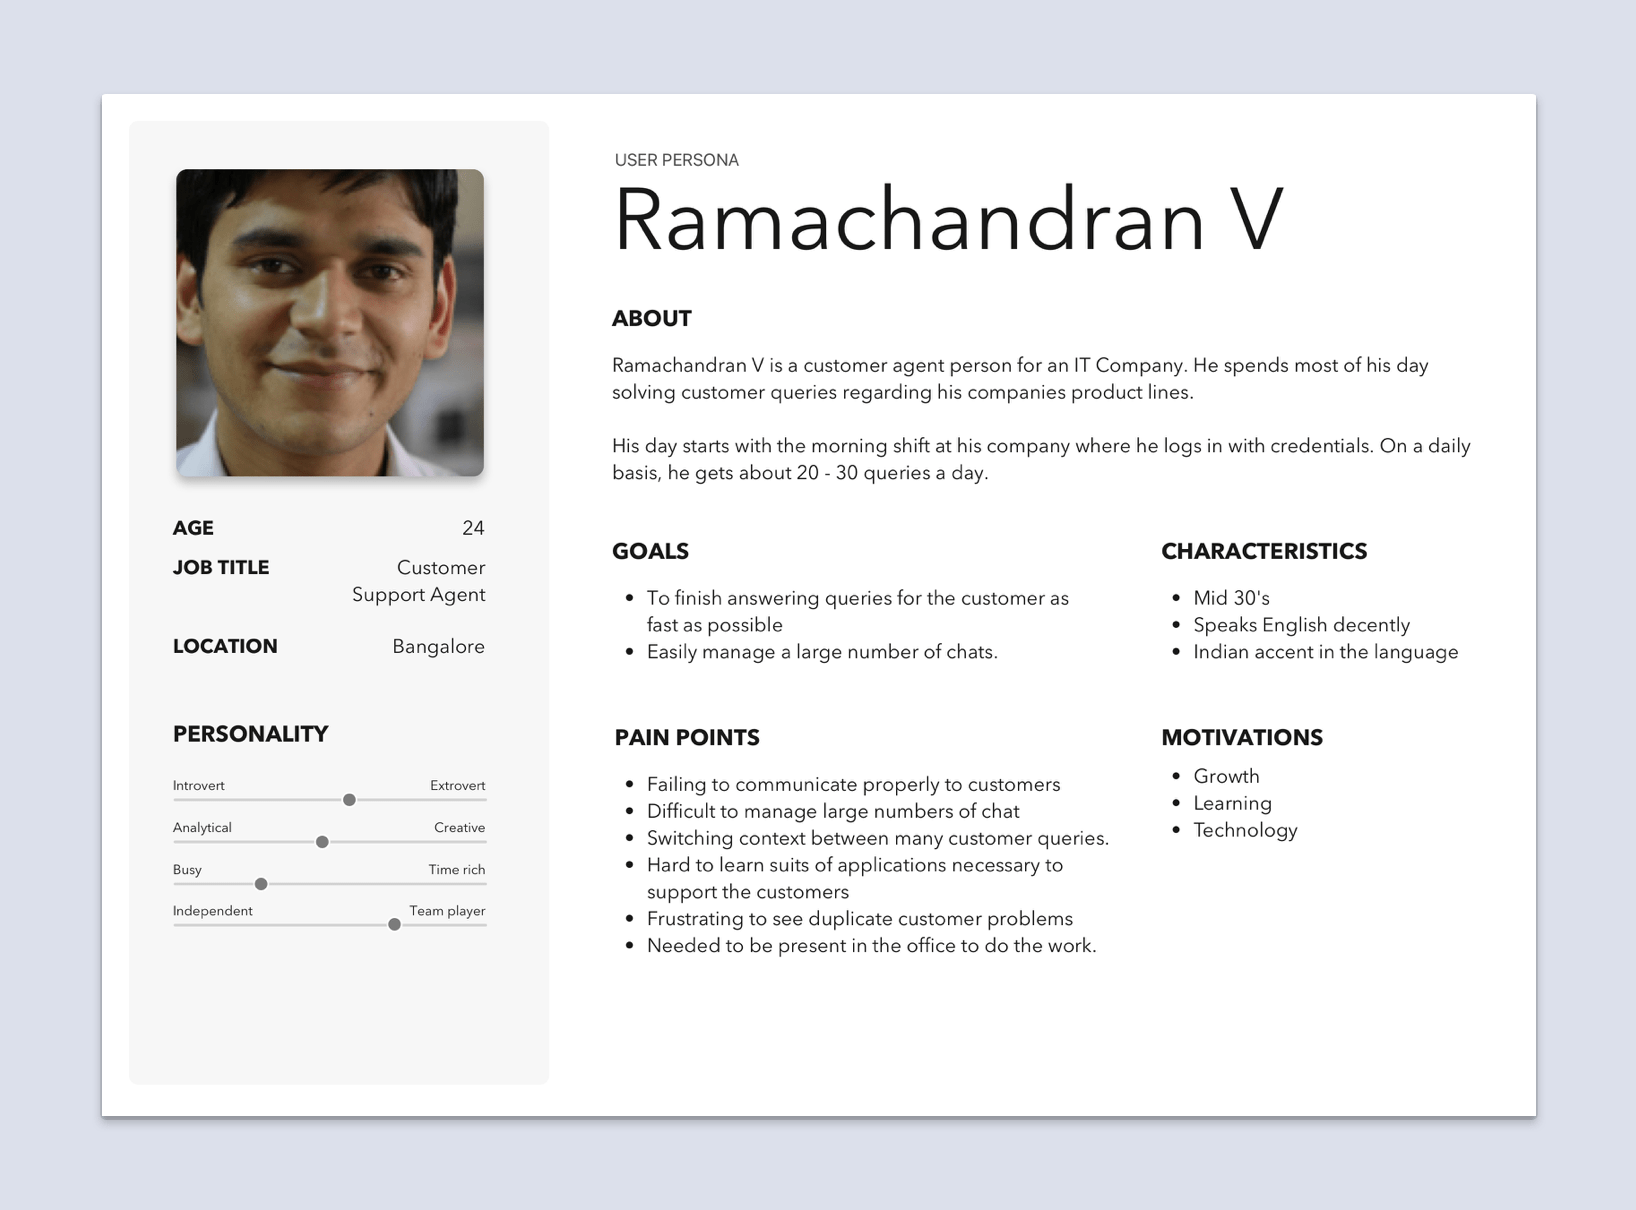 USER PERSONA
Ramachandran V
ABOUT
Ramachandran V is a customer agent person for an IT Company. He spends most of his day
solving customer queries regarding his companies product lines.
His day starts with the morning shift at his company where he logs in with credentials. On a daily
basis, he gets about 20 - 30 queries a day.
AGE 24
JOB TITLE Customer
Support Agent
LOCATION Bangalore
PERSONALITY
Introvert Extrovert
Analytical Creative
Busy Time rich
Independent Team player
GOALS
• To finish answering queries for the customer as
fast as possible
• Easily manage a large number of chats.
CHARACTERISTICS
• Mid 30's
• Speaks English decently
• Indian accent in the language
PAIN POINTS
• Failing to communicate properly to customers
• Difficult to manage large numbers of chat
• Switching context between many customer queries.
• Hard to learn suits of applications necessary to
support the customers
• Frustrating to see duplicate customer problems
• Needed to be present in the office to do the work.
MOTIVATIONS
• Growth
• Learning
• Technology